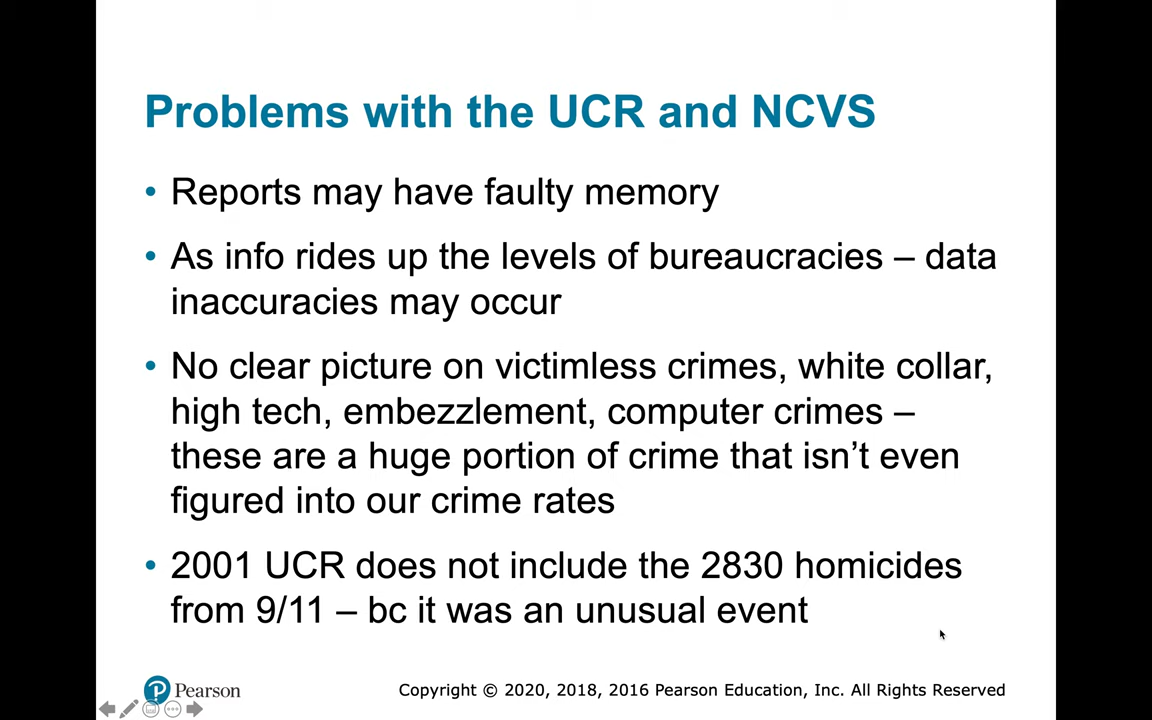 Problems with the UCR and NCVS
• Reports may have faulty memory
• As info rides up the levels of bureaucracies – data
inaccuracies may occur
• No clear picture on victimless crimes, white collar,
high tech, embezzlement, computer crimes –
these are a huge portion of crime that isn’t even
figured into our crime rates
• 2001 UCR does not include the 2830 homicides
from 9/11 – bc it was an unusual event
Pearson
Copyright © 2020, 2018, 2016 Pearson Education, Inc. All Rights Reserved